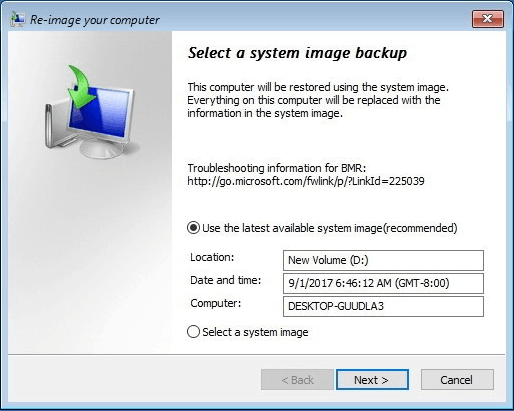 Re-image your computer
Select a system image backup
This computer will be restored using the system image.
Everything on this computer will be replaced with the
information in the system image.
Troubleshooting information for BMR:
http://go.microsoft.com/fwlink/p/?LinkId=225039
Use the latest available system image(recommended)
Location: New Volume (D:)
Date and time: 9/1/2017 6:46:12 AM (GMT-8:00)
Computer: DESKTOP-GUUDLA3
Select a system image
< Back Next > Cancel